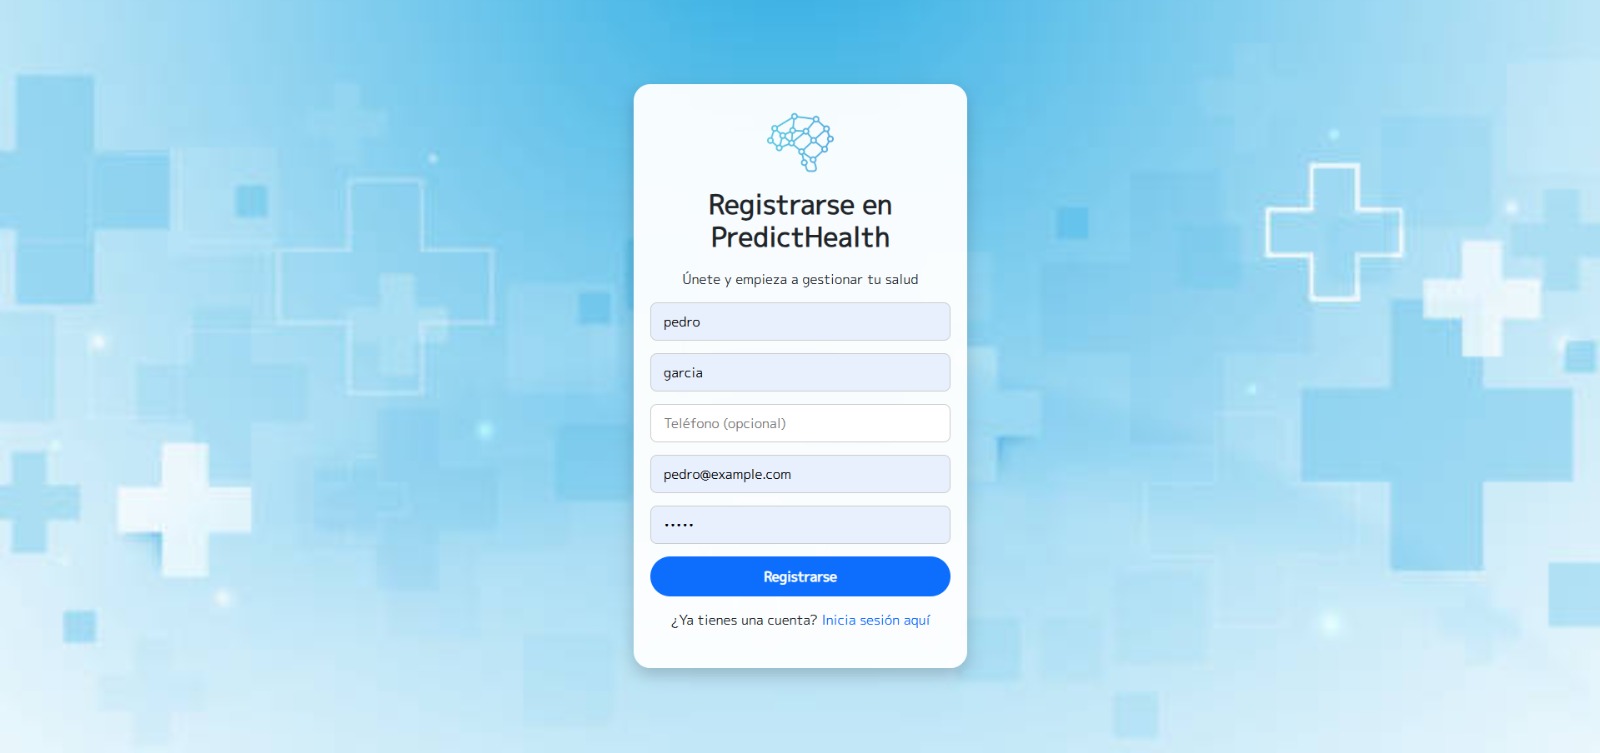 Registrarse en
PredictHealth
Únete y empieza a gestionar tu salud
pedro
garcia
Teléfono (opcional)
pedro@example.com
•••••
Registrarse
¿Ya tienes una cuenta? Inicia sesión aquí